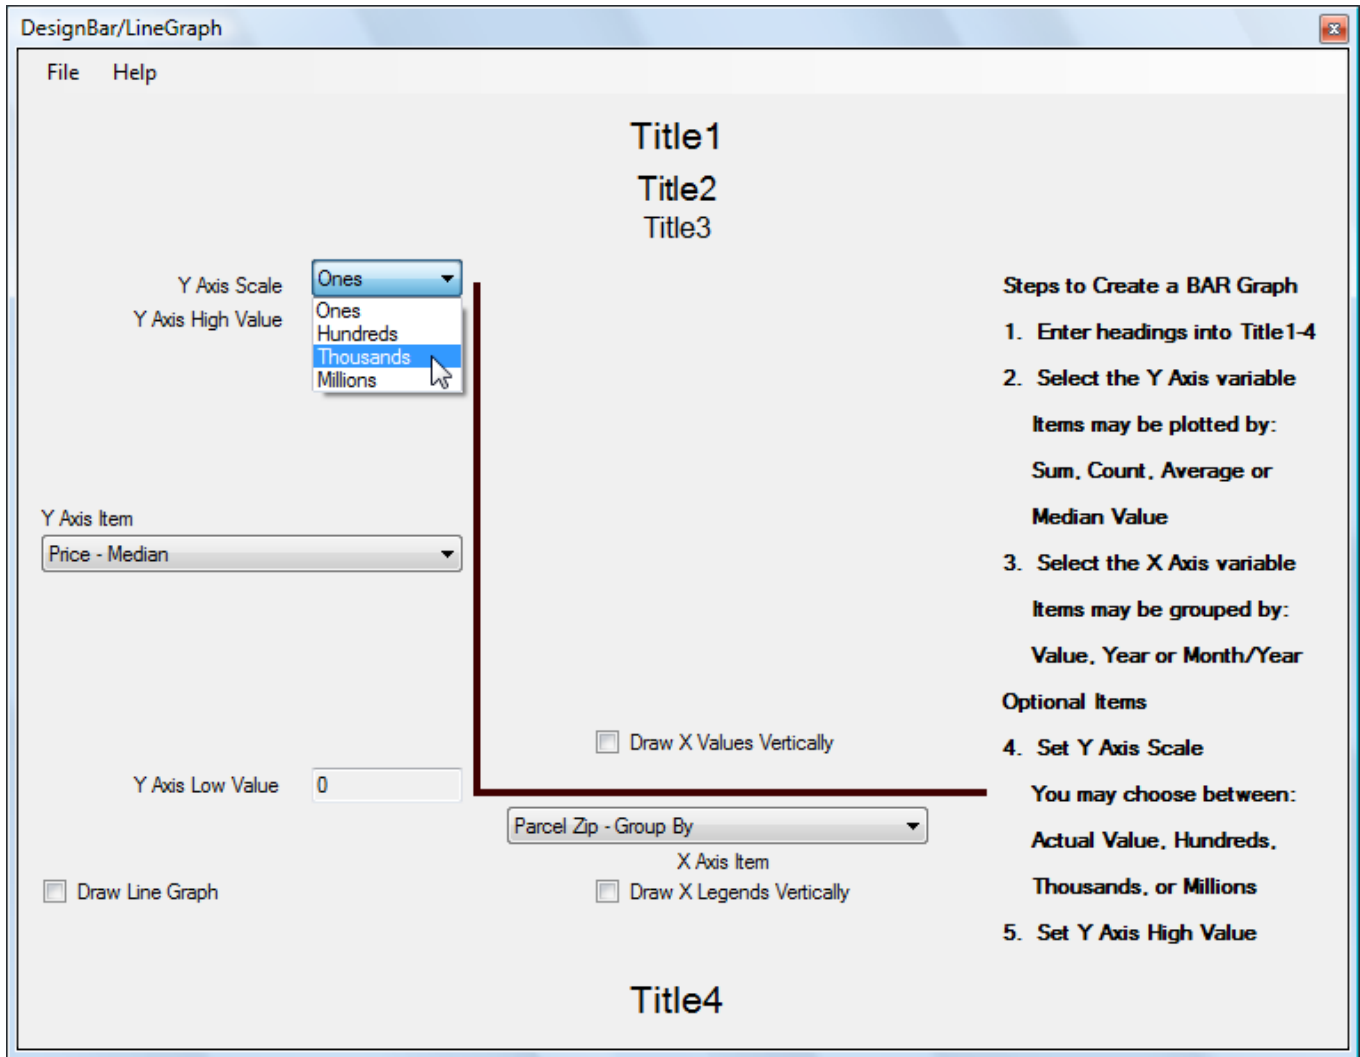 DesignBar/LineGraph
File Help
Title1
Title2
Title3
Y Axis Scale Ones
Ones
Y Axis High Value
Hundreds
Thousands
Millions
Y Axis Item
Price - Median
Draw X Values Vertically
Y Axis Low Value 0
Parcel Zip - Group By
X Axis Item
Draw Line Graph
Draw X Legends Vertically
Steps to Create a BAR Graph
1. Enter headings into Title1-4
2. Select the Y Axis variable
Items may be plotted by:
Sum, Count, Average or
Median Value
3. Select the X Axis variable
Items may be grouped by:
Value, Year or Month/Year
Optional Items
4. Set Y Axis Scale
You may choose between:
Actual Value, Hundreds,
Thousands, or Millions
5. Set Y Axis High Value
Title4